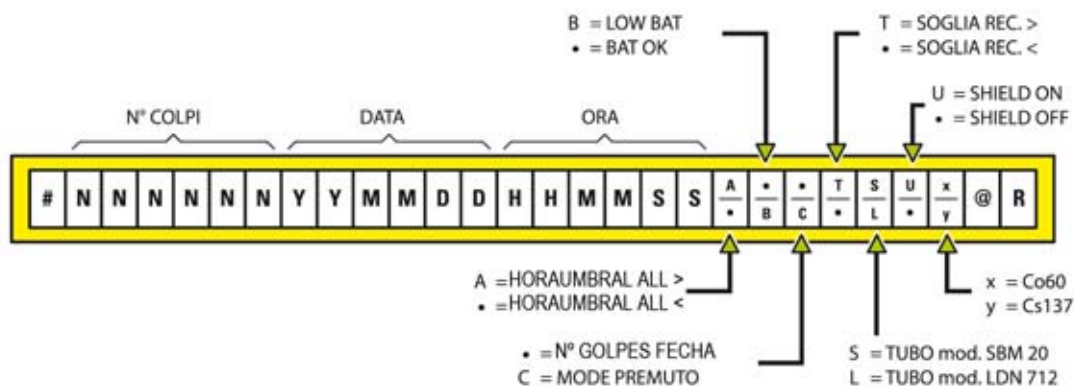 B = LOW BAT
• = BAT OK
T = SOGLIA REC. >
• = SOGLIA REC. <
U = SHIELD ON
• = SHIELD OFF
N° COLPI
DATA
ORA
# N N N N N N Y Y M M D D H H M M S S A • • T S U x @ R
• B C • L • y
A =HORAUMBRAL ALL >
• =HORAUMBRAL ALL <
x = Co60
y = Cs137
• = Nº GOLPES FECHA
C = MODE PREMUTO
S = TUBO mod. SBM 20
L = TUBO mod. LDN 712